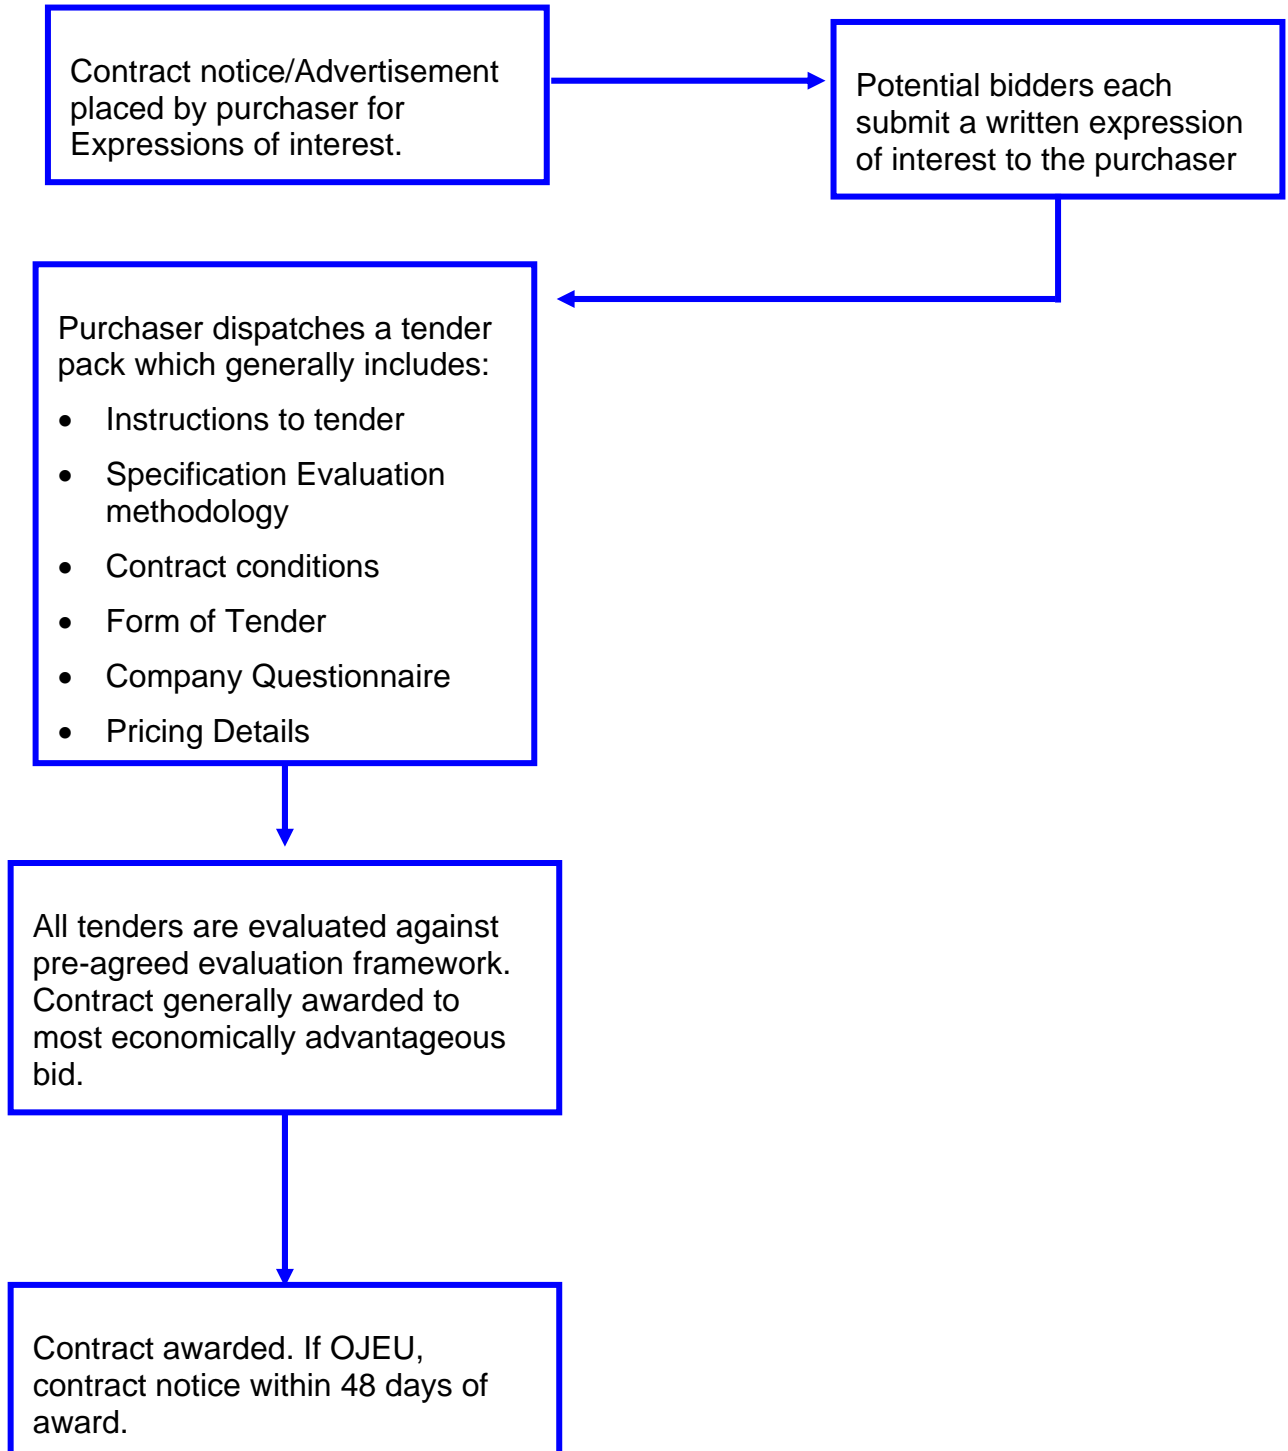 Contract notice/Advertisement
placed by purchaser for
Expressions of interest.
Potential bidders each
submit a written expression
of interest to the purchaser
Purchaser dispatches a tender
pack which generally includes:
• Instructions to tender
• Specification Evaluation
methodology
• Contract conditions
• Form of Tender
• Company Questionnaire
• Pricing Details
All tenders are evaluated against
pre-agreed evaluation framework.
Contract generally awarded to
most economically advantageous
bid.
Contract awarded. If OJEU,
contract notice within 48 days of
award.